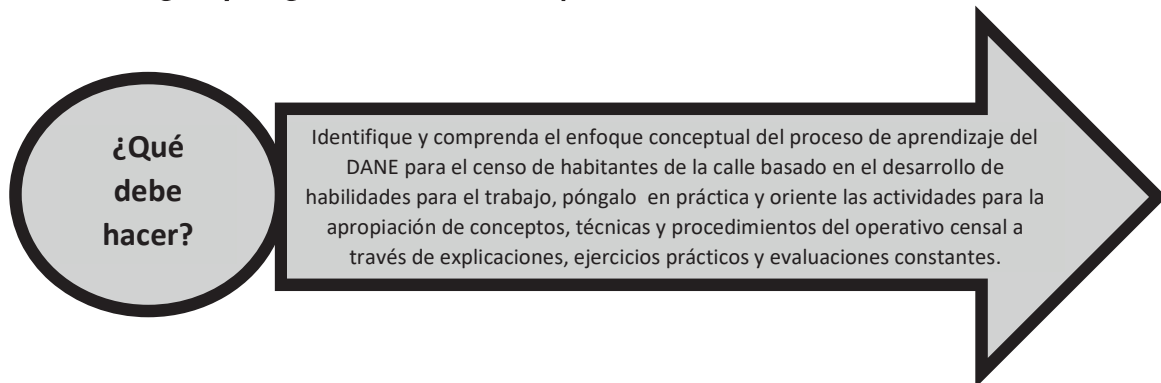 ¿Qué
debe
hacer?
Identifique y comprenda el enfoque conceptual del proceso de aprendizaje del
DANE para el censo de habitantes de la calle basado en el desarrollo de
habilidades para el trabajo, póngalo en práctica y oriente las actividades para la
apropiación de conceptos, técnicas y procedimientos del operativo censal a
través de explicaciones, ejercicios prácticos y evaluaciones constantes.